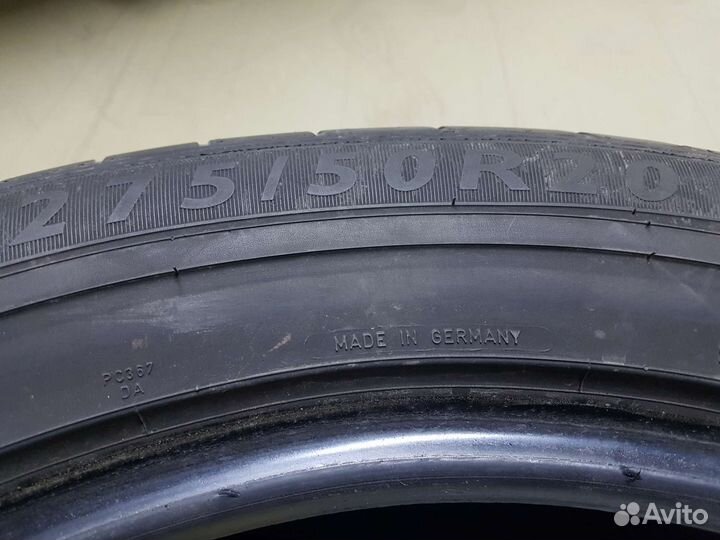 275/50R20
MADE IN GERMANY
PC367
DA
Avito